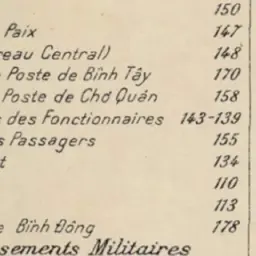 150
Paix 147
reau Central) 148
Poste de Bình Tây 170
Poste de Chợ Quán 158
des Fonctionnaires 143-139
s Passagers 155
t 134
110
113
e Bình Đông 178
sements Militaires